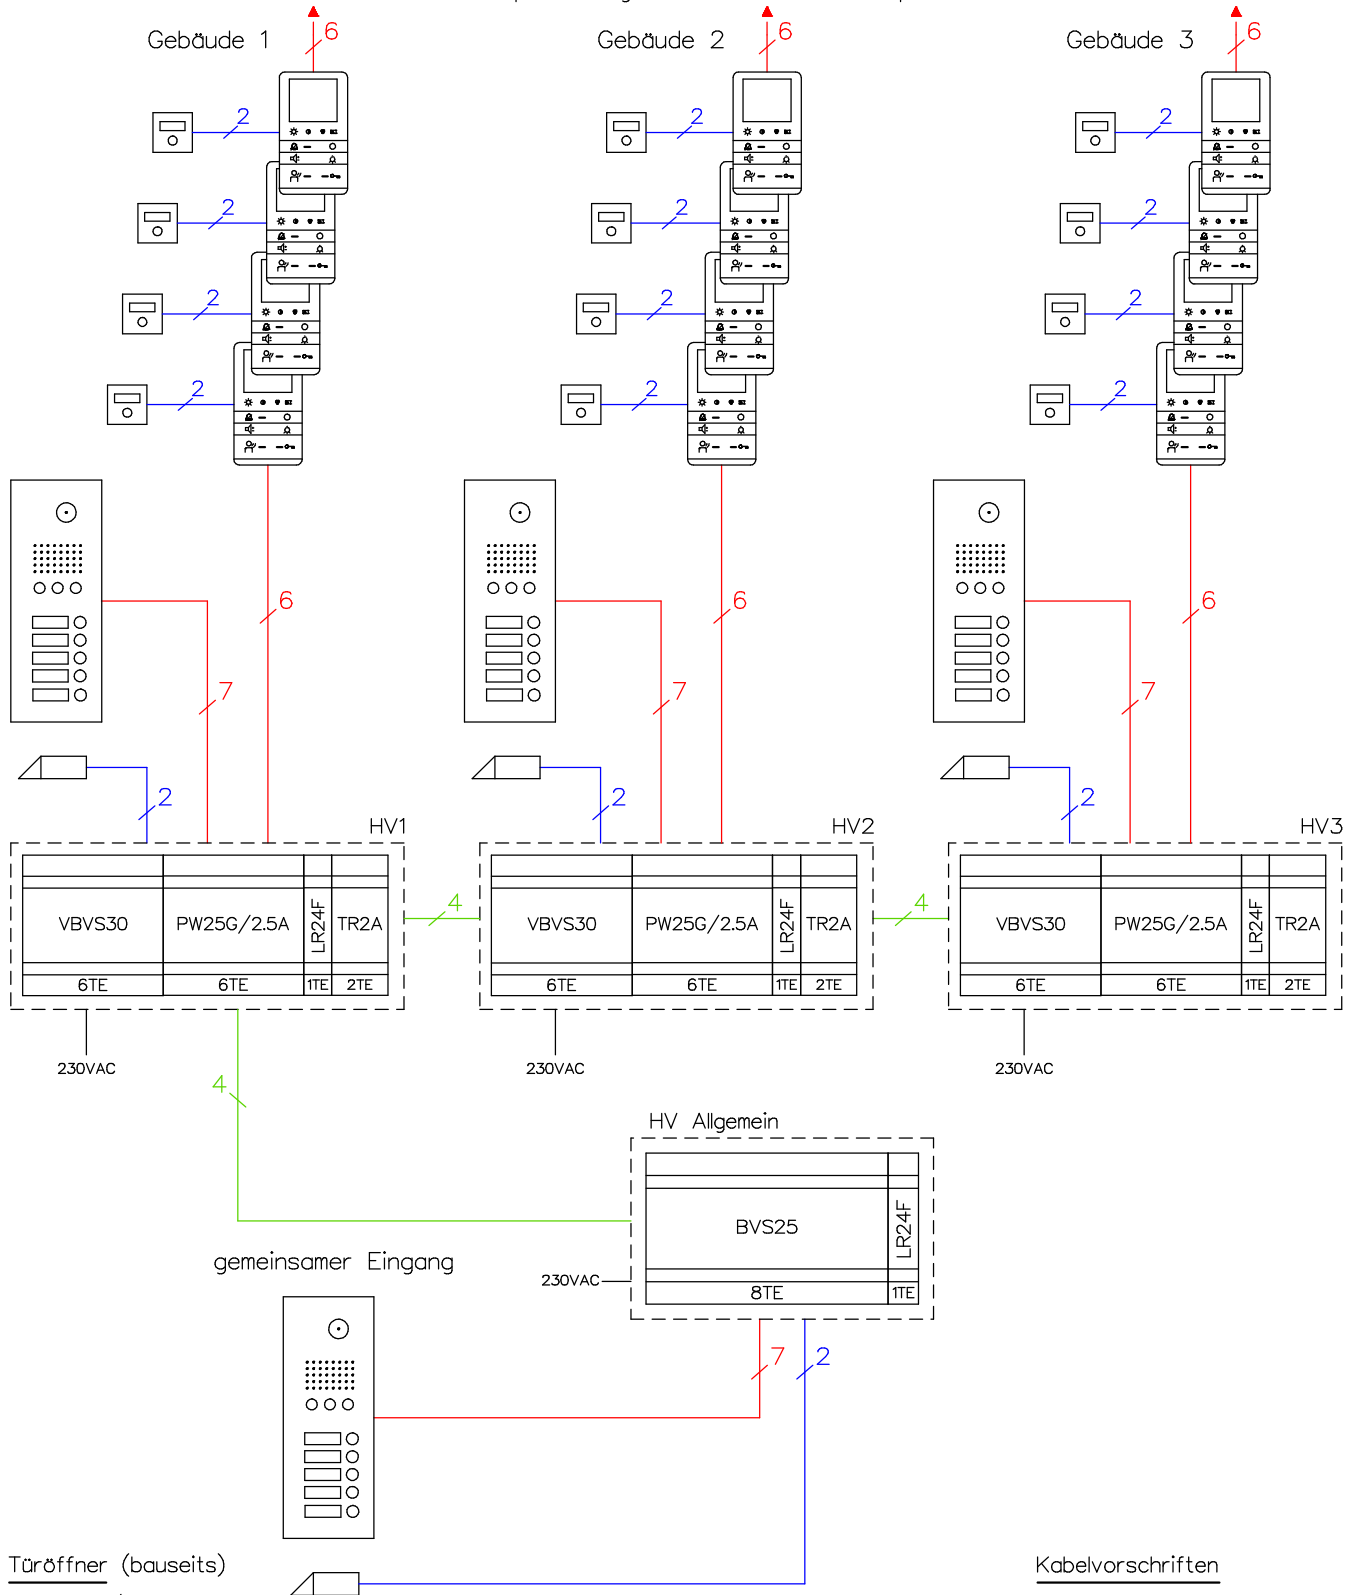 Gebäude 1
6
Gebäude 2
6
Gebäude 3
6
2
2
2
2
2
2
2
2
2
2
2
2
6
6
6
7
7
7
2
2
2
HV1
HV2
HV3
VBVS30
PW25G/2.5A
LR24F
TR2A
4
VBVS30
PW25G/2.5A
LR24F
TR2A
4
VBVS30
PW25G/2.5A
LR24F
TR2A
6TE
6TE
1TE
2TE
6TE
6TE
1TE
2TE
6TE
6TE
1TE
2TE
230VAC
230VAC
230VAC
4
HV Allgemein
BVS25
LR24F
gemeinsamer Eingang
230VAC
8TE
1TE
7
2
Türöffner (bauseits)
Kabelvorschriften